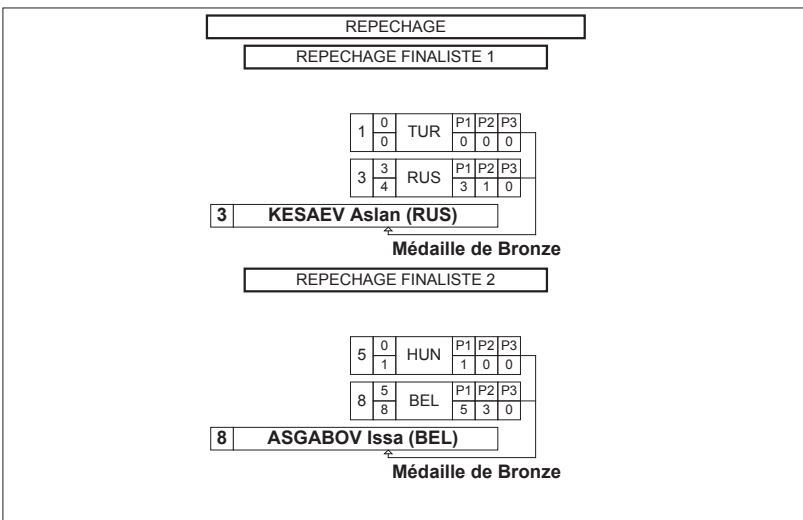 REPECHAGE
REPECHAGE FINALISTE 1
1 0 0 TUR P1 P2 P3
0 0 0
3 3 4 RUS P1 P2 P3
3 1 0
3 KESAEV Aslan (RUS)
Médaille de Bronze
REPECHAGE FINALISTE 2
5 0 1 HUN P1 P2 P3
1 0 0
8 5 8 BEL P1 P2 P3
5 3 0
8 ASGABOV Issa (BEL)
Médaille de Bronze